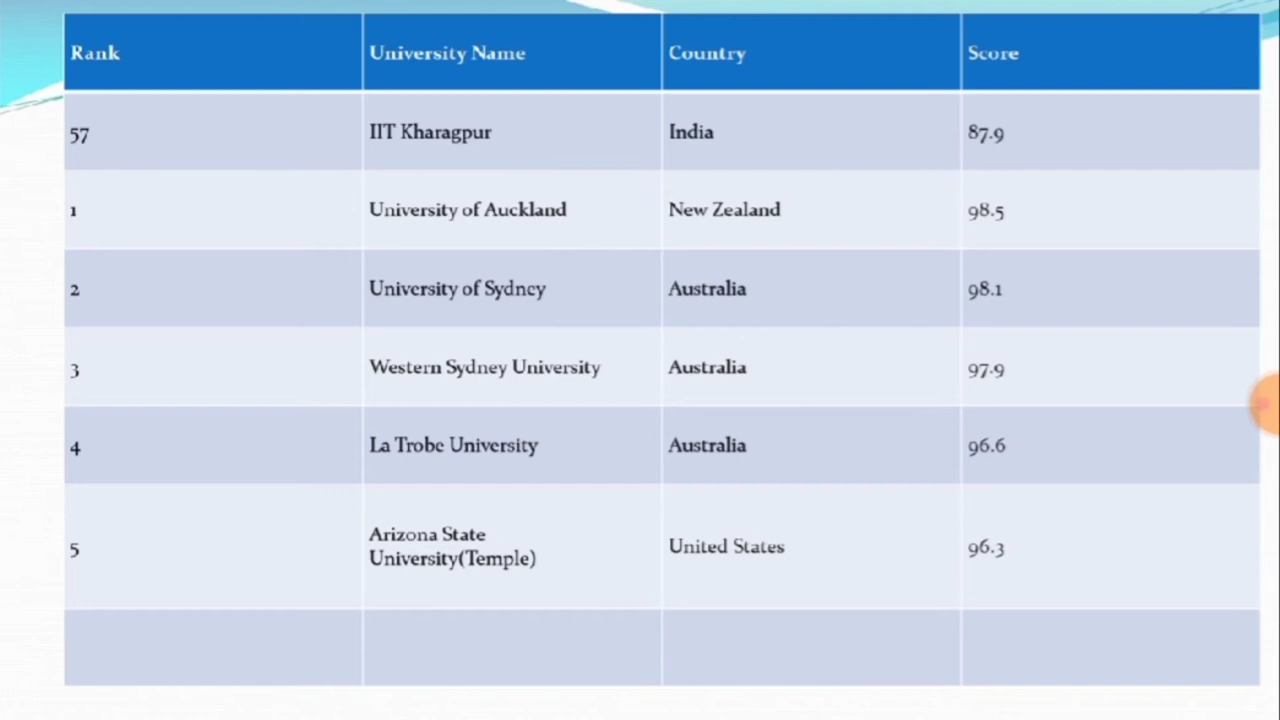 Rank University Name Country Score
57 IIT Kharagpur India 87.9
1 University of Auckland New Zealand 98.5
2 University of Sydney Australia 98.1
3 Western Sydney University Australia 97.9
4 La Trobe University Australia 96.6
5 Arizona State University(Temple) United States 96.3